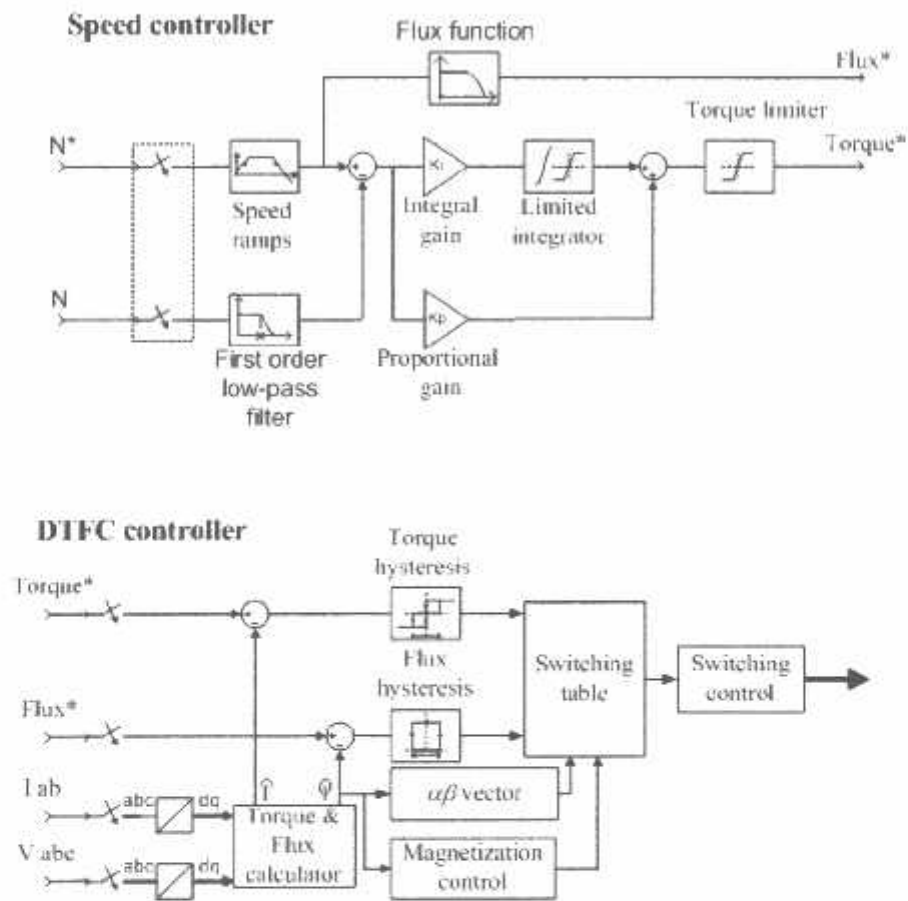 Speed controller
Flux function
Flux*
Torque limiter
N*
Torque*
Speed
ramps
Ki
Integral
gain
Limited
integrator
N
Kp
First order
low-pass
filter
Proportional
gain
DTFC controller
Torque
hysteresis
Torque*
Flux
hysteresis
Switching
table
Switching
control
Flux*
I ab
abc
dq
αβ vector
V abc
abc
dq
Torque &
Flux
calculator
Magnetization
control